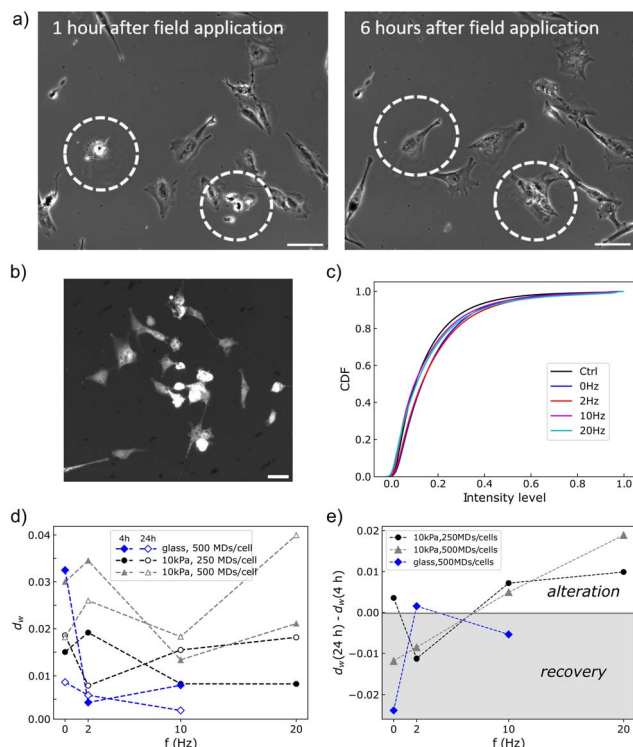 a)
1 hour after field application
6 hours after field application
b)
c)
1.0
0.8
0.6
0.4
0.2
0.0
CDF
0.0 0.2 0.4 0.6 0.8 1.0
Intensity level
Ctrl
0Hz
2Hz
10Hz
20Hz
d)
0.04
0.03
0.02
0.01
0.00
d_w
0 2 10 20
f (Hz)
4h 24h
glass, 500 MDs/cell
10kPa, 250 MDs/cell
10kPa, 500 MDs/cell
e)
0.02
0.01
0.00
−0.01
−0.02
d_w(24 h) - d_w(4 h)
0 2 10 20
f (Hz)
10kPa,250MDs/cells
10kPa,500MDs/cells
glass,500MDs/cells
alteration
recovery